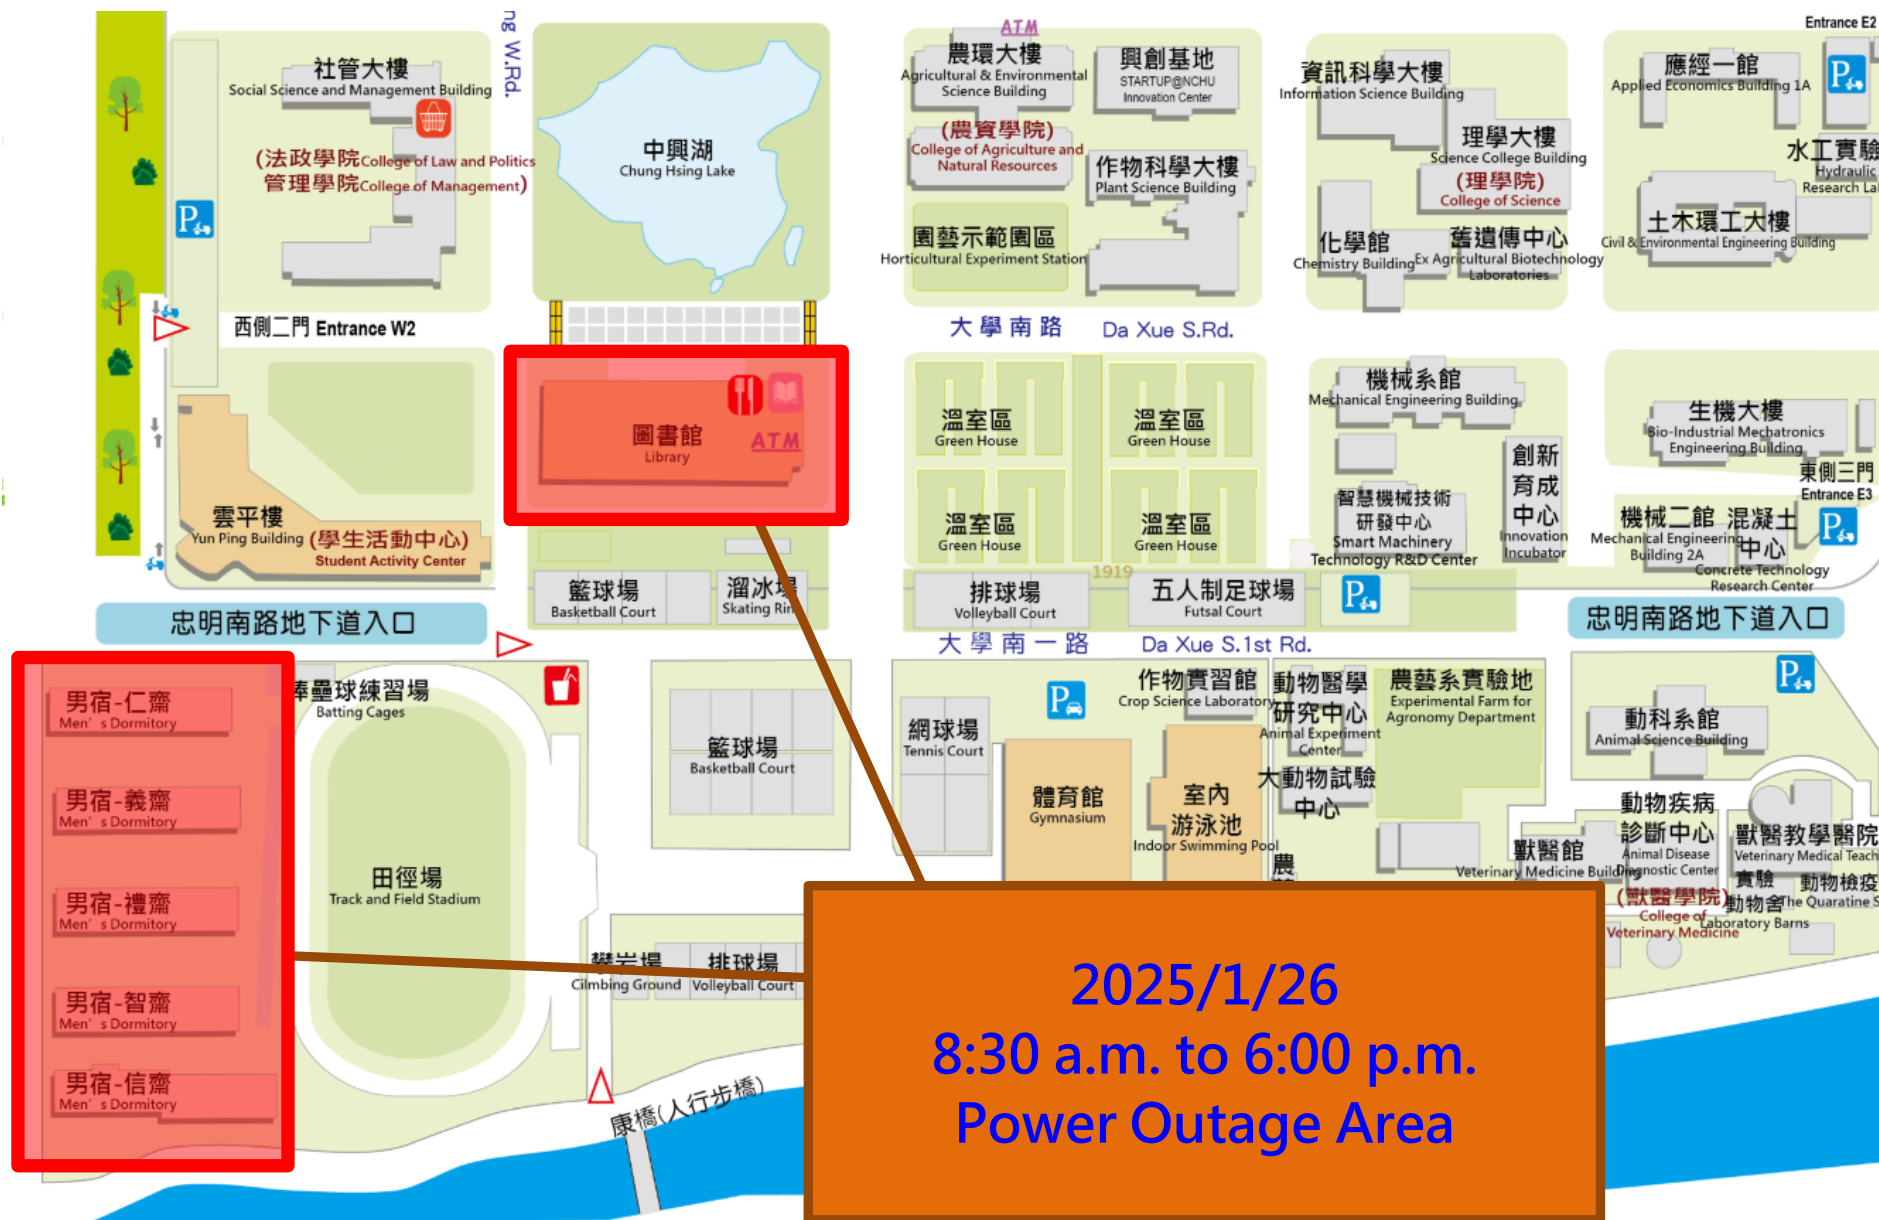 Entrance E2
ng W.Rd.
社管大樓
Social Science and Management Building
(法政學院College of Law and Politics
管理學院College of Management)
中興湖
Chung Hsing Lake
ATM
農環大樓
Agricultural & Environmental
Science Building
(農資學院)
College of Agriculture and
Natural Resources
興創基地
STARTUP@NCHU
Innovation Center
作物科學大樓
Plant Science Building
園藝示範園區
Horticultural Experiment Station
資訊科學大樓
Information Science Building
理學大樓
Science College Building
(理學院)
College of Science
化學館
Chemistry Building
舊遺傳中心
Ex Agricultural Biotechnology
Laboratories
應經一館
Applied Economics Building 1A
P
水工實驗
Hydraulic
Research La
土木環工大樓
Civil & Environmental Engineering Building
P
西側二門 Entrance W2
大學南路 Da Xue S.Rd.
圖書館
Library
ATM
溫室區
Green House
溫室區
Green House
溫室區
Green House
溫室區
Green House
1919
機械系館
Mechanical Engineering Building
智慧機械技術
研發中心
Smart Machinery
Technology R&D Center
創新
育成
中心
Innovation
Incubator
生機大樓
Bio-Industrial Mechatronics
Engineering Building
東側三門
Entrance E3
機械二館
Mechanical Engineering
Building 2A
混凝土
中心
Concrete Technology
Research Center
P
雲平樓
Yun Ping Building
(學生活動中心)
Student Activity Center
籃球場
Basketball Court
溜冰場
Skating Rin
排球場
Volleyball Court
五人制足球場
Futsal Court
P
忠明南路地下道入口
忠明南路地下道入口
大學南一路 Da Xue S.1st Rd.
男宿-仁齋
Men's Dormitory
男宿-義齋
Men's Dormitory
男宿-禮齋
Men's Dormitory
男宿-智齋
Men's Dormitory
男宿-信齋
Men's Dormitory
棒壘球練習場
Batting Cages
田徑場
Track and Field Stadium
籃球場
Basketball Court
網球場
Tennis Court
P
作物實習館
Crop Science Laboratory
動物醫學
研究中心
Animal Experiment
Center
大動物試驗
中心
農藝系實驗地
Experimental Farm for
Agronomy Department
P
動科系館
Animal Science Building
體育館
Gymnasium
室內
游泳池
Indoor Swimming Pool
農
獸醫館
Veterinary Medicine Building
動物疾病
診斷中心
Animal Disease
Diagnostic Center
(獸醫學院)
College of
Veterinary Medicine
獸醫教學醫院
Veterinary Medical Teach
實驗
動物舍
Laboratory Barns
動物檢疫
The Quaratine S
攀岩場
Cilmbing Ground
排球場
Volleyball Court
康橋(人行步橋)
2025/1/26
8:30 a.m. to 6:00 p.m.
Power Outage Area